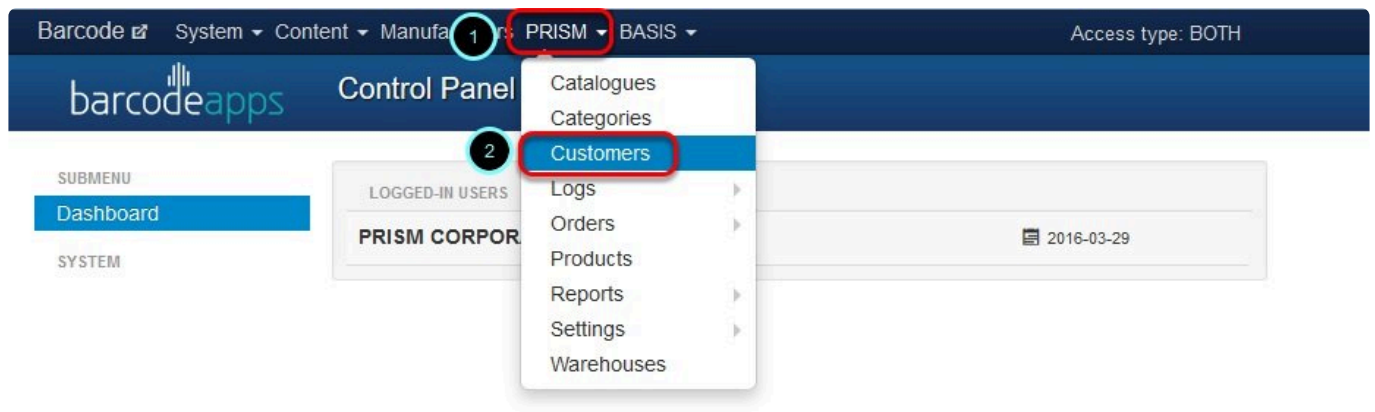 Barcode System Content Manufa 1 rs PRISM BASIS Access type: BOTH
barcodeapps Control Panel
Catalogues
Categories
2 Customers
Logs
Orders
Products
Reports
Settings
Warehouses
SUBMENU
Dashboard
SYSTEM
LOGGED-IN USERS
PRISM CORPOR 2016-03-29